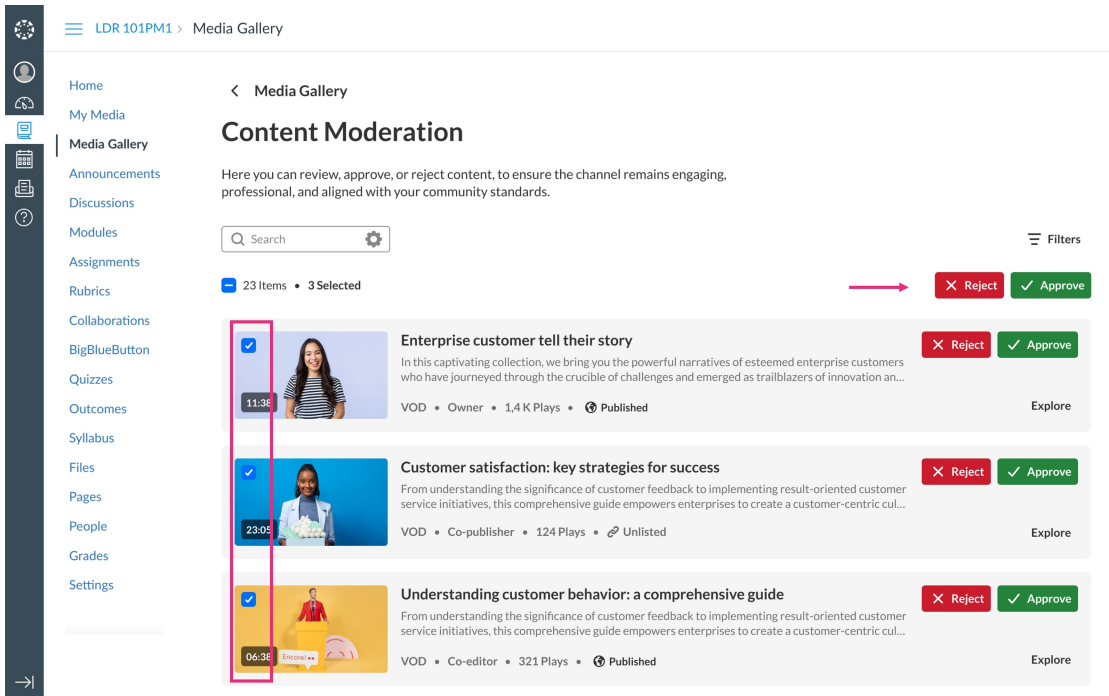 LDR 101PM1 > Media Gallery
Home
My Media
Media Gallery
Announcements
Discussions
Modules
Assignments
Rubrics
Collaborations
BigBlueButton
Quizzes
Outcomes
Syllabus
Files
Pages
People
Grades
Settings
Media Gallery
Content Moderation
Here you can review, approve, or reject content, to ensure the channel remains engaging,
professional, and aligned with your community standards.
Search
Filters
23 Items • 3 Selected
Reject Approve
Enterprise customer tell their story
In this captivating collection, we bring you the powerful narratives of esteemed enterprise customers
who have journeyed through the crucible of challenges and emerged as trailblazers of innovation an...
VOD • Owner • 1,4 K Plays • Published
11:38
Reject Approve
Explore
Customer satisfaction: key strategies for success
From understanding the significance of customer feedback to implementing result-oriented customer
service initiatives, this comprehensive guide empowers enterprises to create a customer-centric cul...
VOD • Co-publisher • 124 Plays • Unlisted
23:05
Reject Approve
Explore
Understanding customer behavior: a comprehensive guide
From understanding the significance of customer feedback to implementing result-oriented customer
service initiatives, this comprehensive guide empowers enterprises to create a customer-centric cul...
VOD • Co-editor • 321 Plays • Published
06:38
Encore!
Reject Approve
Explore